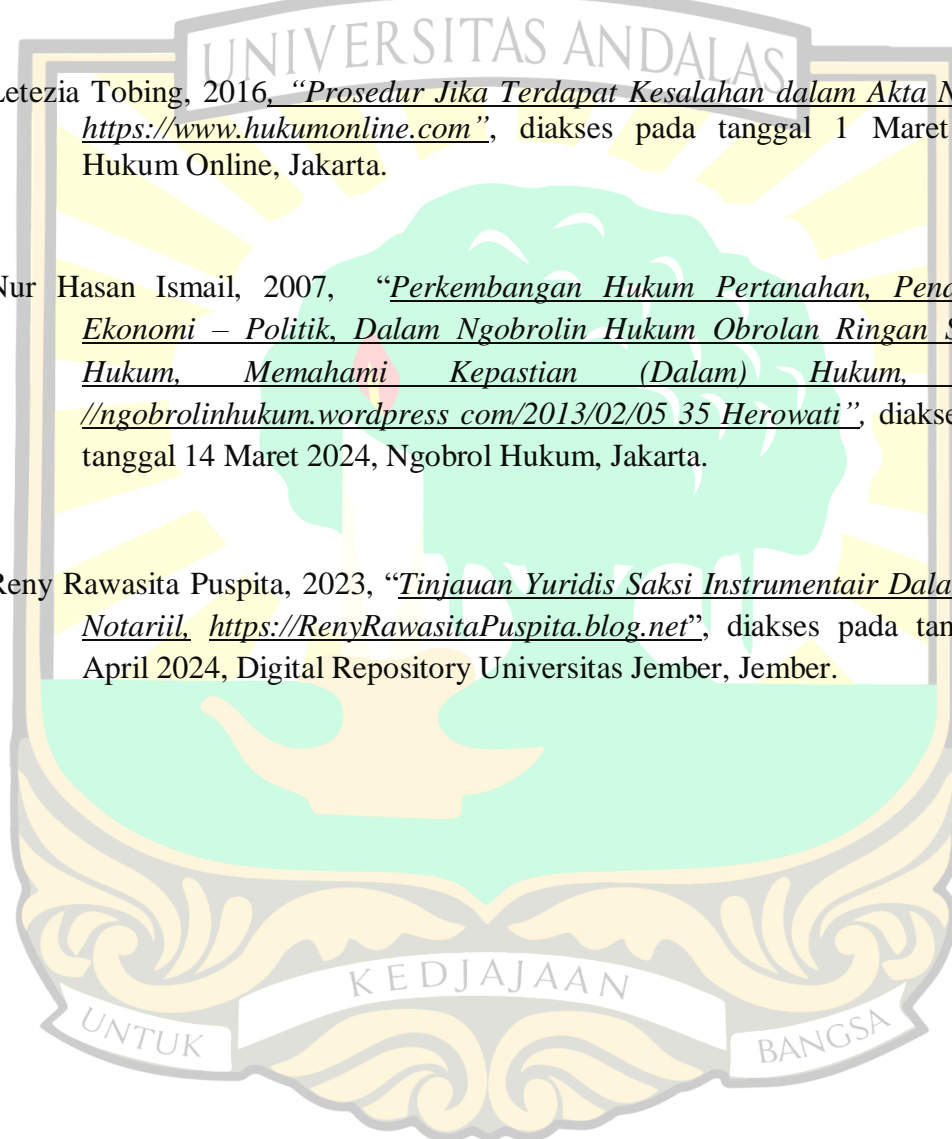 UNIVERSITAS ANDALAS
Letezia Tobing, 2016, “Prosedur Jika Terdapat Kesalahan dalam Akta
https://www.hukumonline.com”, diakses pada tanggal 1 Maret
Hukum Online, Jakarta.
Nur Hasan Ismail, 2007, “Perkembangan Hukum Pertanahan,
Ekonomi – Politik, Dalam Ngobrolin Hukum Obrolan Ringan
Hukum, Memahami Kepastian (Dalam) Hukum,
//ngobrolinhukum.wordpress com/2013/02/05 35 Herowati”,
tanggal 14 Maret 2024, Ngobrol Hukum, Jakarta.
Reny Rawasita Puspita, 2023, “Tinjauan Yuridis Saksi Instrumentair
Notariil, https://RenyRawasitaPuspita.blog.net”, diakses pada
April 2024, Digital Repository Universitas Jember, Jember.
KEDJAJAAN
UNTUK
BANGSA